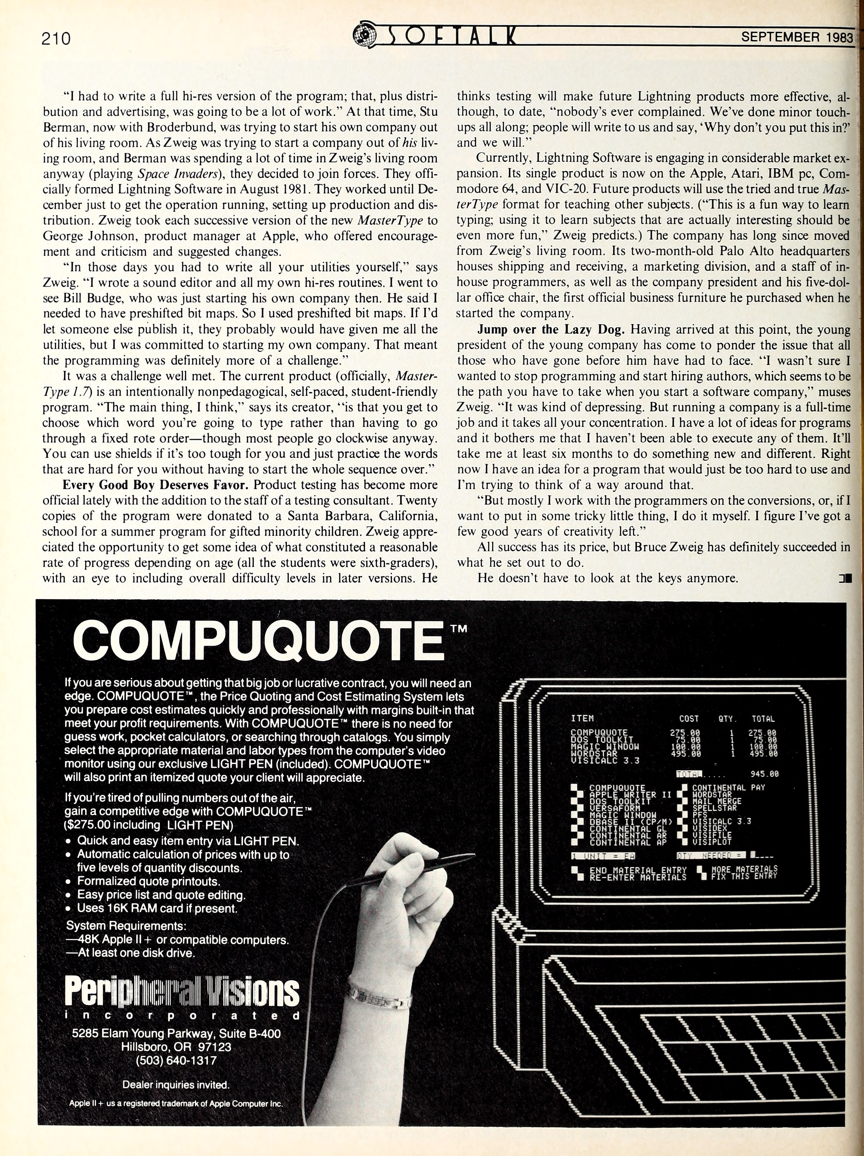 210
SOFTALK
SEPTEMBER 1983
“I had to write a full hi-res version of the program; that, plus distri-
bution and advertising, was going to be a lot of work.” At that time, Stu
Berman, now with Broderbund, was trying to start his own company out
of his living room. As Zweig was trying to start a company out of his liv-
ing room, and Berman was spending a lot of time in Zweig's living room
anyway (playing Space Invaders), they decided to join forces. They offi-
cially formed Lightning Software in August 1981. They worked until De-
cember just to get the operation running, setting up production and dis-
tribution. Zweig took each successive version of the new MasterType to
George Johnson, product manager at Apple, who offered encourage-
ment and criticism and suggested changes.
“In those days you had to write all your utilities yourself,” says
Zweig. “I wrote a sound editor and all my own hi-res routines. I went to
see Bill Budge, who was just starting his own company then. He said I
needed to have preshifted bit maps. So I used preshifted bit maps. If I'd
let someone else publish it, they probably would have given me all the
utilities, but I was committed to starting my own company. That meant
the programming was definitely more of a challenge.”
It was a challenge well met. The current product (officially, Master-
Type 1.7) is an intentionally nonpedagogical, self-paced, student-friendly
program. “The main thing, I think,” says its creator, “is that you get to
choose which word you're going to type rather than having to go
through a fixed rote order—though most people go clockwise anyway.
You can use shields if it's too tough for you and just practice the words
that are hard for you without having to start the whole sequence over.”
Every Good Boy Deserves Favor. Product testing has become more
official lately with the addition to the staff of a testing consultant. Twenty
copies of the program were donated to a Santa Barbara, California,
school for a summer program for gifted minority children. Zweig appre-
ciated the opportunity to get some idea of what constituted a reasonable
rate of progress depending on age (all the students were sixth-graders),
with an eye to including overall difficulty levels in later versions. He
thinks testing will make future Lightning products more effective, al-
though, to date, “nobody's ever complained. We've done minor touch-
ups all along; people will write to us and say, ‘Why don't you put this in?’
and we will.”
Currently, Lightning Software is engaging in considerable market ex-
pansion. Its single product is now on the Apple, Atari, IBM pc, Com-
modore 64, and VIC-20. Future products will use the tried and true Mas-
terType format for teaching other subjects. (“This is a fun way to learn
typing; using it to learn subjects that are actually interesting should be
even more fun,” Zweig predicts.) The company has long since moved
from Zweig's living room. Its two-month-old Palo Alto headquarters
houses shipping and receiving, a marketing division, and a staff of in-
house programmers, as well as the company president and his five-dol-
lar office chair, the first official business furniture he purchased when he
started the company.
Jump over the Lazy Dog. Having arrived at this point, the young
president of the young company has come to ponder the issue that all
those who have gone before him have had to face. “I wasn't sure I
wanted to stop programming and start hiring authors, which seems to be
the path you have to take when you start a software company,” muses
Zweig. “It was kind of depressing. But running a company is a full-time
job and it takes all your concentration. I have a lot of ideas for programs
and it bothers me that I haven't been able to execute any of them. It'll
take me at least six months to do something new and different. Right
now I have an idea for a program that would just be too hard to use and
I'm trying to think of a way around that.
“But mostly I work with the programmers on the conversions, or, if I
want to put in some tricky little thing, I do it myself. I figure I've got a
few good years of creativity left.”
All success has its price, but Bruce Zweig has definitely succeeded in
what he set out to do.
He doesn't have to look at the keys anymore.
COMPUQUOTE™
If you are serious about getting that big job or lucrative contract, you will need an
edge. COMPUQUOTE™, the Price Quoting and Cost Estimating System lets
you prepare cost estimates quickly and professionally with margins built-in that
meet your profit requirements. With COMPUQUOTE™ there is no need for
guess work, pocket calculators, or searching through catalogs. You simply
select the appropriate material and labor types from the computer's video
monitor using our exclusive LIGHT PEN (included). COMPUQUOTE™
will also print an itemized quote your client will appreciate.
If you're tired of pulling numbers out of the air,
gain a competitive edge with COMPUQUOTE™
($275.00 including LIGHT PEN)
• Quick and easy item entry via LIGHT PEN.
• Automatic calculation of prices with up to
five levels of quantity discounts.
• Formalized quote printouts.
• Easy price list and quote editing.
• Uses 16K RAM card if present.
System Requirements:
—48K Apple II + or compatible computers.
—At least one disk drive.
Peripheral Visions
incorporated
5285 Elam Young Parkway, Suite B-400
Hillsboro, OR 97123
(503) 640-1317
Dealer inquiries invited.
Apple II + us a registered trademark of Apple Computer Inc.
ITEM COST QTY. TOTAL
COMPUQUOTE 275.00 1 275.00
DOS TOOLKIT 75.00 1 75.00
MAGIC WINDOW 100.00 1 100.00
WORDSTAR 495.00 1 495.00
VISICALC 3.3
TOTAL..... 945.00
COMPUQUOTE CONTINENTAL PAY
APPLE WRITER II WORDSTAR
DOS TOOLKIT MAIL MERGE
VERSAFORM SPELLSTAR
MAGIC WINDOW PFS
DBASE II (CP/M) VISICALC 3.3
CONTINENTAL GL VISIDEX
CONTINENTAL AR VISIFILE
CONTINENTAL AP VISIPLOT
1 UNIT = EA QTY NEEDED =
END MATERIAL ENTRY MORE MATERIALS
RE-ENTER MATERIALS FIX THIS ENTRY